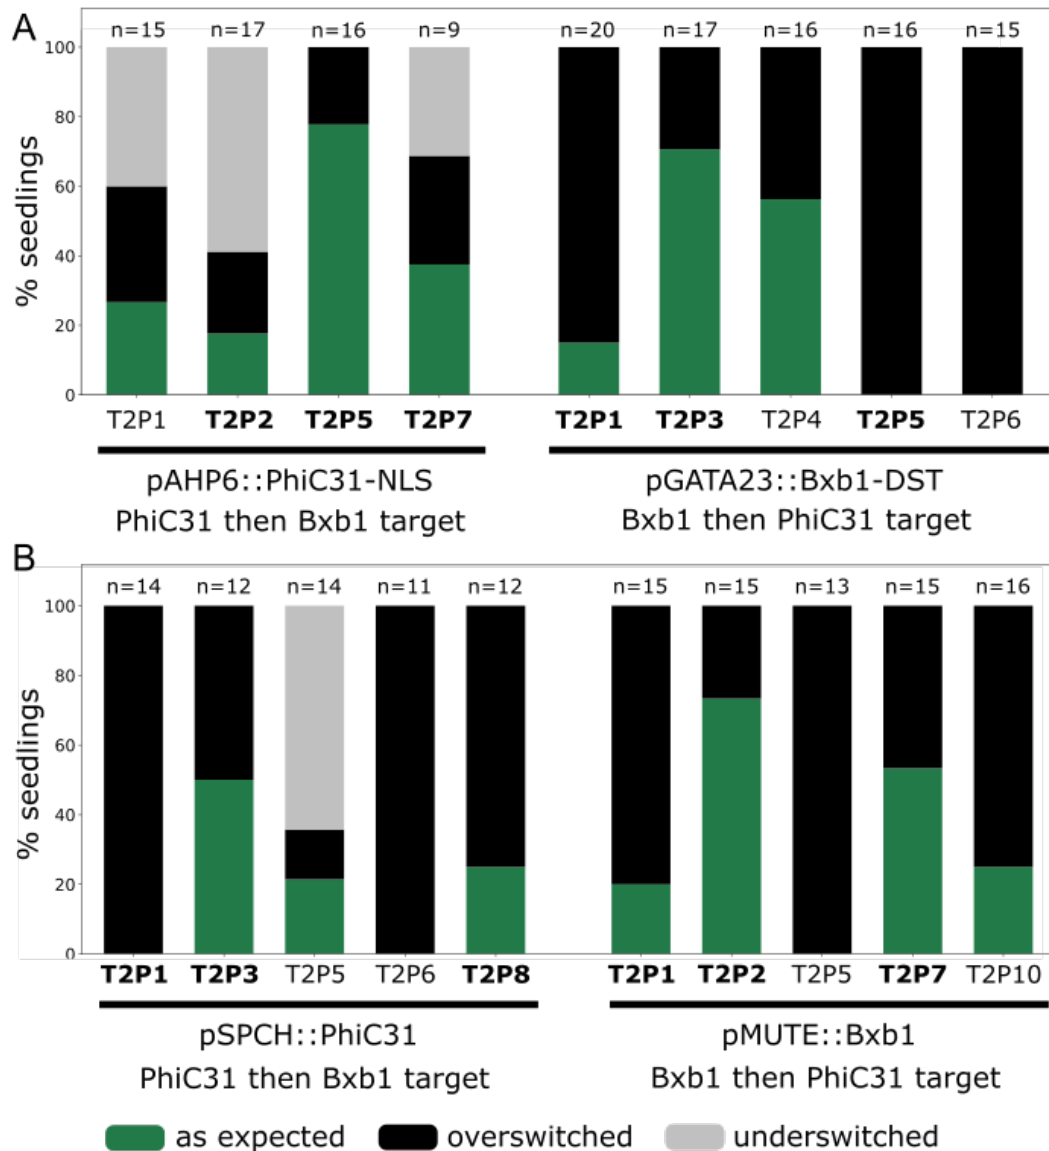 A
n=15 n=17 n=16 n=9 n=20 n=17 n=16 n=16 n=15
100
80
60
40
20
0
% seedlings
T2P1 T2P2 T2P5 T2P7 T2P1 T2P3 T2P4 T2P5 T2P6
pAHP6::PhiC31-NLS
PhiC31 then Bxb1 target
pGATA23::Bxb1-DST
Bxb1 then PhiC31 target
B
n=14 n=12 n=14 n=11 n=12 n=15 n=15 n=13 n=15 n=16
100
80
60
40
20
0
% seedlings
T2P1 T2P3 T2P5 T2P6 T2P8 T2P1 T2P2 T2P5 T2P7 T2P10
pSPCH::PhiC31
PhiC31 then Bxb1 target
pMUTE::Bxb1
Bxb1 then PhiC31 target
as expected overswitched underswitched